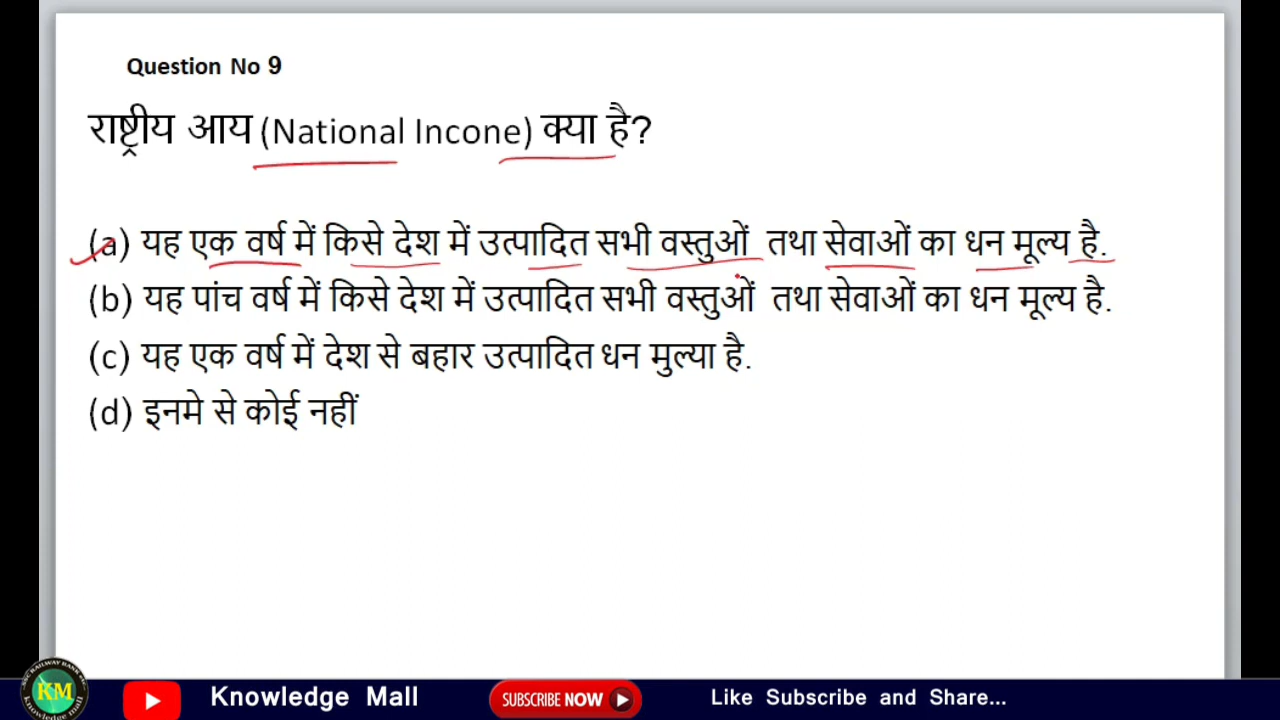 Question No 9
राष्ट्रीय आय (National Incone) क्या है?
(a) यह एक वर्ष में किसे देश में उत्पादित सभी वस्तुओं तथा सेवाओं का धन मूल्य है.
(b) यह पांच वर्ष में किसे देश में उत्पादित सभी वस्तुओं तथा सेवाओं का धन मूल्य है.
(c) यह एक वर्ष में देश से बहार उत्पादित धन मुल्या है.
(d) इनमे से कोई नहीं
KM
Knowledge Mall
SUBSCRIBE NOW
Like Subscribe and Share...